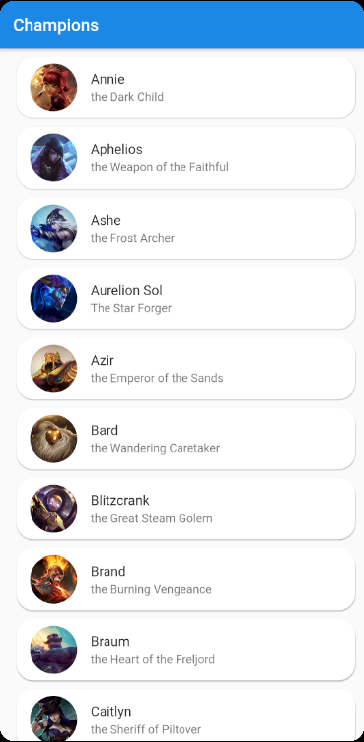 Champions
Annie
the Dark Child
Aphelios
the Weapon of the Faithful
Ashe
the Frost Archer
Aurelion Sol
The Star Forger
Azir
the Emperor of the Sands
Bard
the Wandering Caretaker
Blitzcrank
the Great Steam Golem
Brand
the Burning Vengeance
Braum
the Heart of the Freljord
Caitlyn
the Sheriff of Piltover